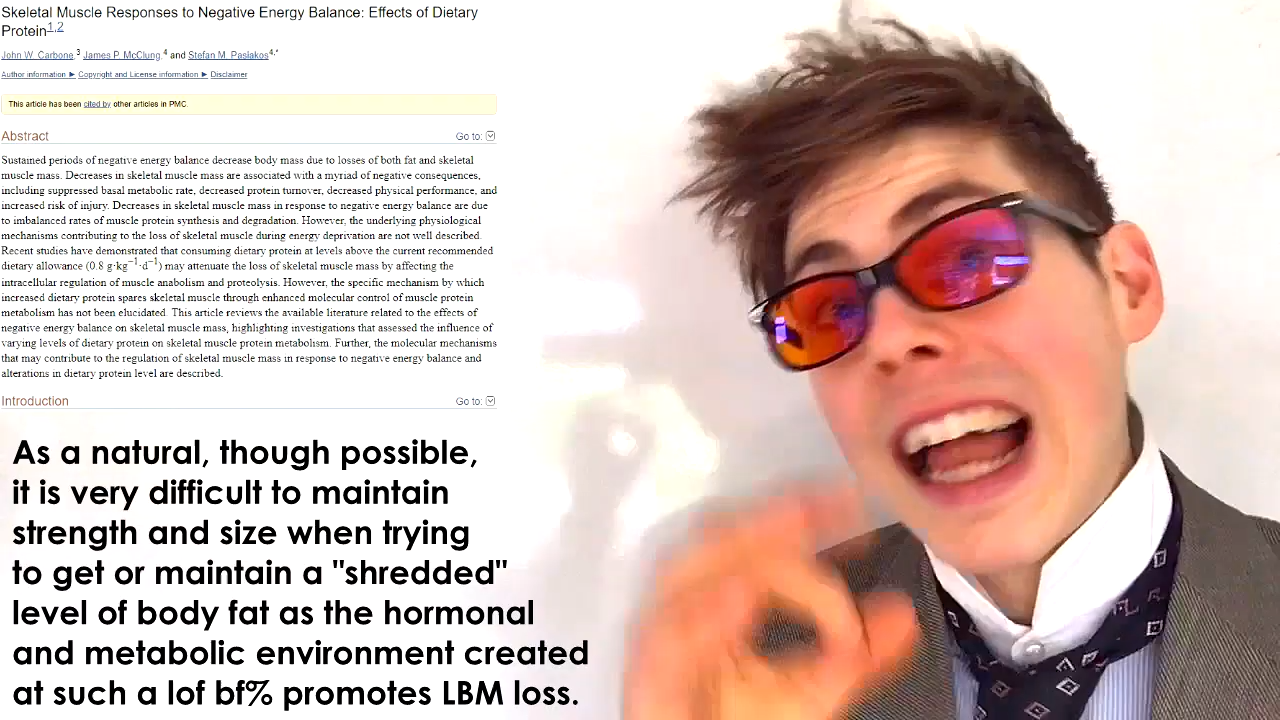 Skeletal Muscle Responses to Negative Energy Balance: Effects of Dietary
Protein1,2
John W. Carbone,3 James P. McClung,4 and Stefan M. Pasiakos4,*
Author information ► Copyright and License information ► Disclaimer
This article has been cited by other articles in PMC.
Abstract Go to:
Sustained periods of negative energy balance decrease body mass due to losses of both fat and skeletal
muscle mass. Decreases in skeletal muscle mass are associated with a myriad of negative consequences,
including suppressed basal metabolic rate, decreased protein turnover, decreased physical performance, and
increased risk of injury. Decreases in skeletal muscle mass in response to negative energy balance are due
to imbalanced rates of muscle protein synthesis and degradation. However, the underlying physiological
mechanisms contributing to the loss of skeletal muscle during energy deprivation are not well described.
Recent studies have demonstrated that consuming dietary protein at levels above the current recommended
dietary allowance (0.8 g·kg−1·d−1) may attenuate the loss of skeletal muscle mass by affecting the
intracellular regulation of muscle anabolism and proteolysis. However, the specific mechanism by which
increased dietary protein spares skeletal muscle through enhanced molecular control of muscle protein
metabolism has not been elucidated. This article reviews the available literature related to the effects of
negative energy balance on skeletal muscle mass, highlighting investigations that assessed the influence of
varying levels of dietary protein on skeletal muscle protein metabolism. Further, the molecular mechanisms
that may contribute to the regulation of skeletal muscle mass in response to negative energy balance and
alterations in dietary protein level are described.
Introduction Go to:
As a natural, though possible,
it is very difficult to maintain
strength and size when trying
to get or maintain a "shredded"
level of body fat as the hormonal
and metabolic environment created
at such a lof bf% promotes LBM loss.